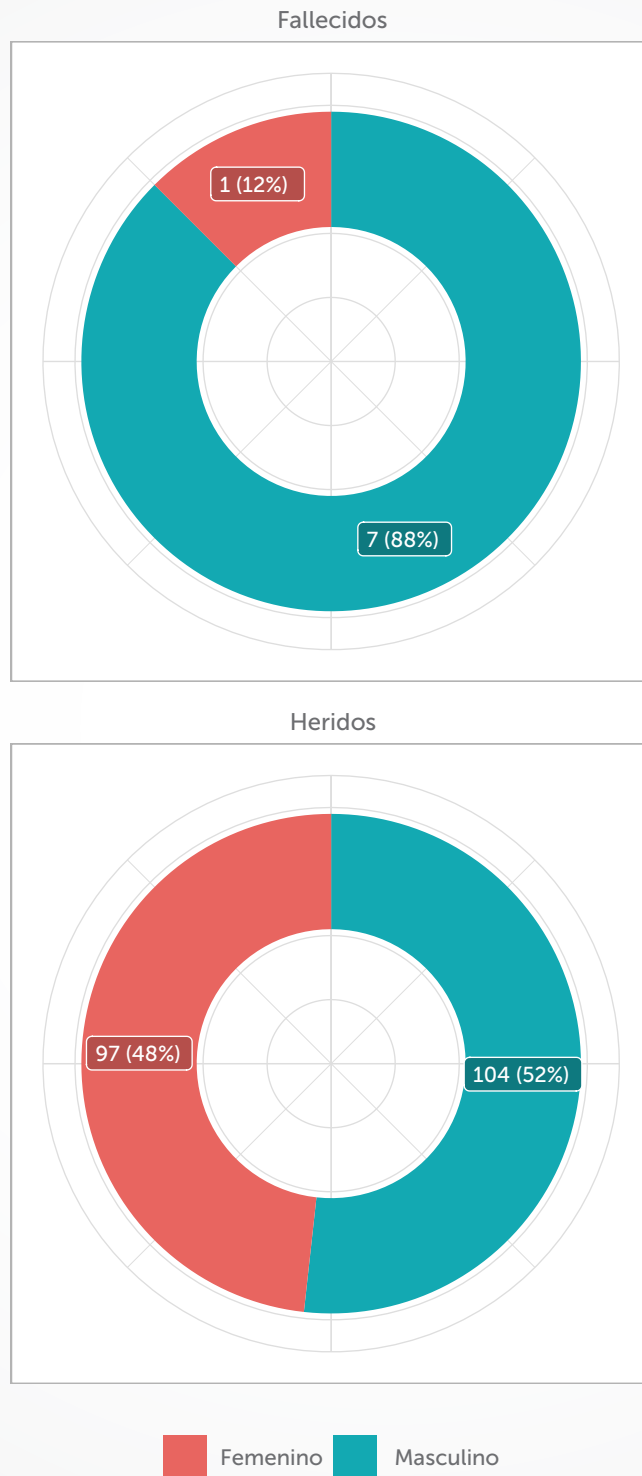 Fallecidos
1 (12%)
7 (88%)
Heridos
97 (48%)
104 (52%)
Femenino Masculino